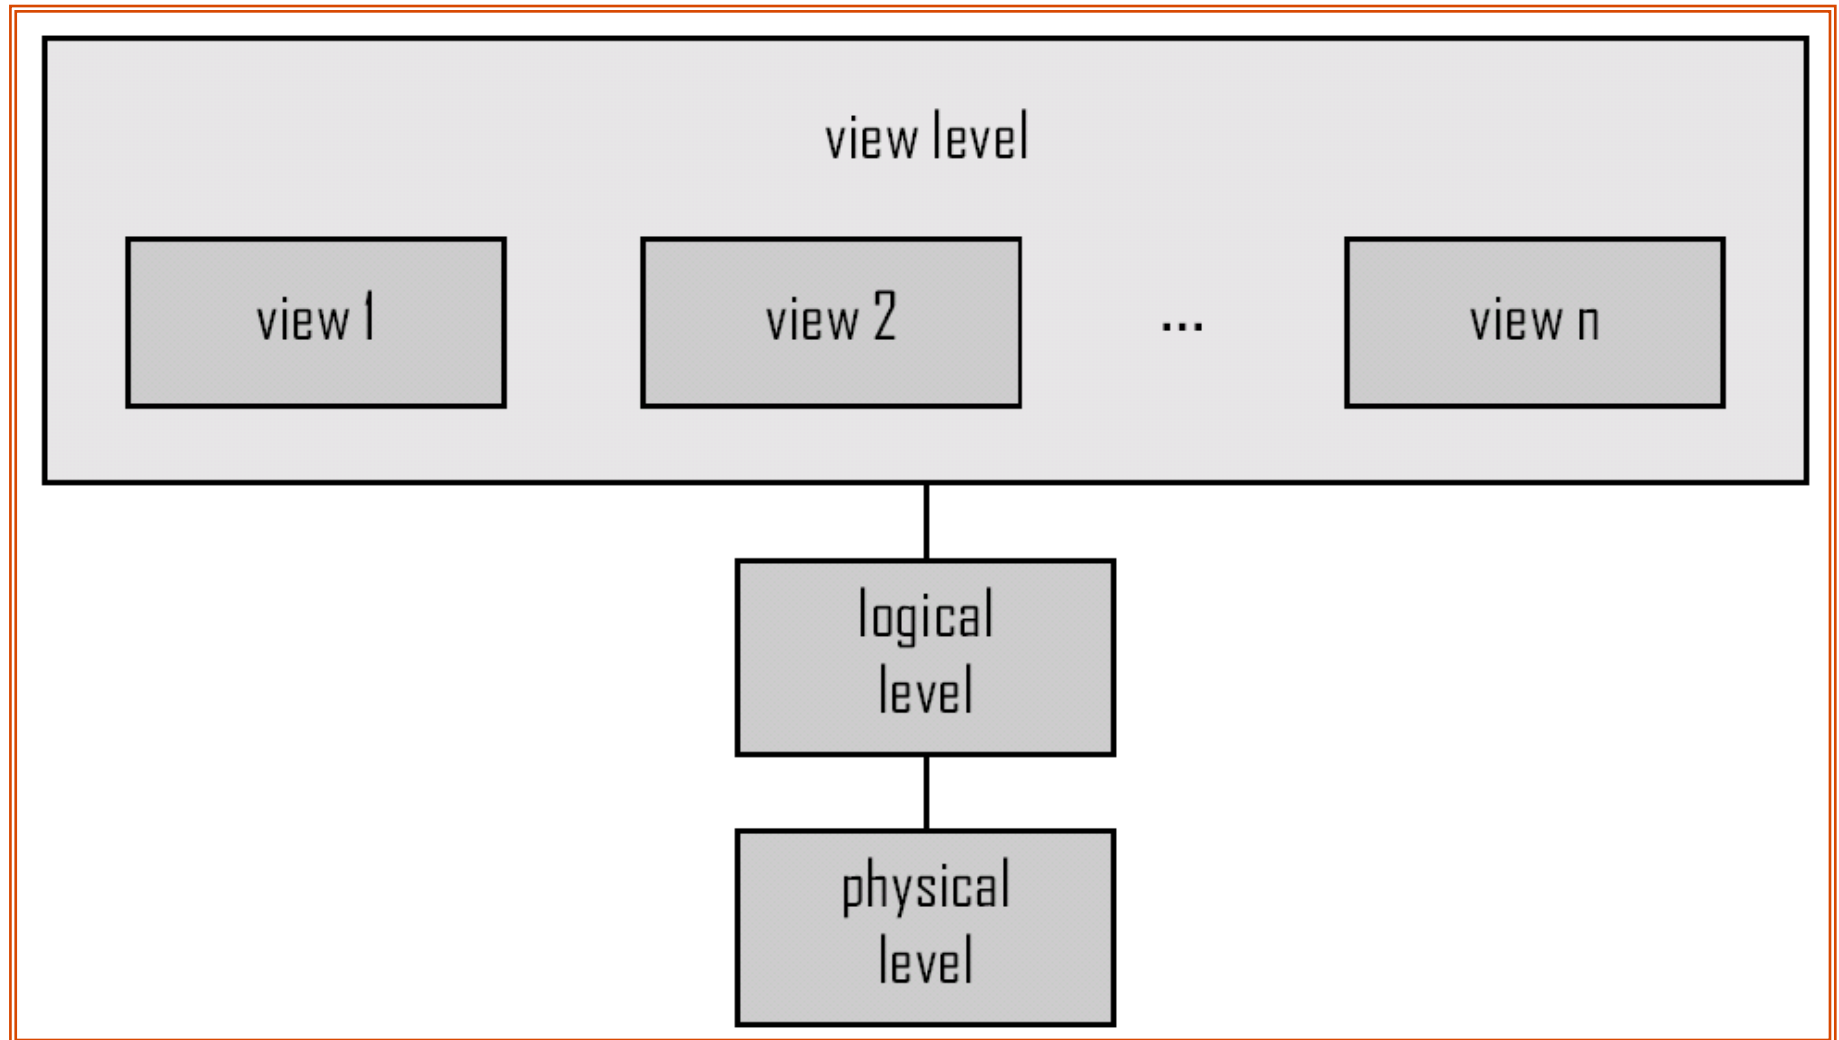 view level
view 1
view 2
...
view n
logical
level
physical
level